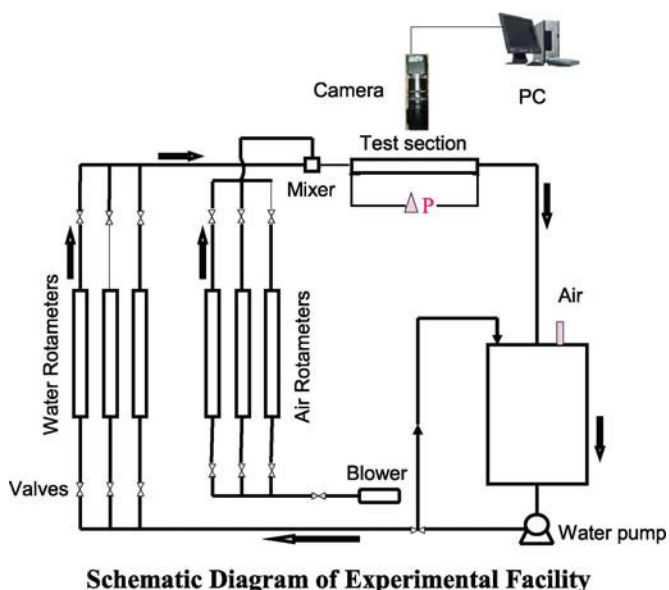 Camera
PC
Test section
Mixer
P
Water Rotameters
Air Rotameters
Air
Valves
Blower
Water pump
Schematic Diagram of Experimental Facility